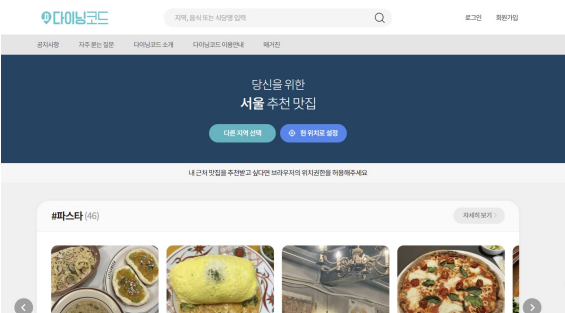 다이닝코드
지역, 음식 또는 식당명 입력
로그인 회원가입
공지사항 자주 묻는 질문 다이닝코드 소개 다이닝코드 이용안내 매거진
당신을 위한
서울 추천 맛집
다른 지역 선택 현 위치로 설정
내 근처 맛집을 추천받고 싶다면 브라우저의 위치권한을 허용해주세요
#파스타 (46) 자세히 보기 >